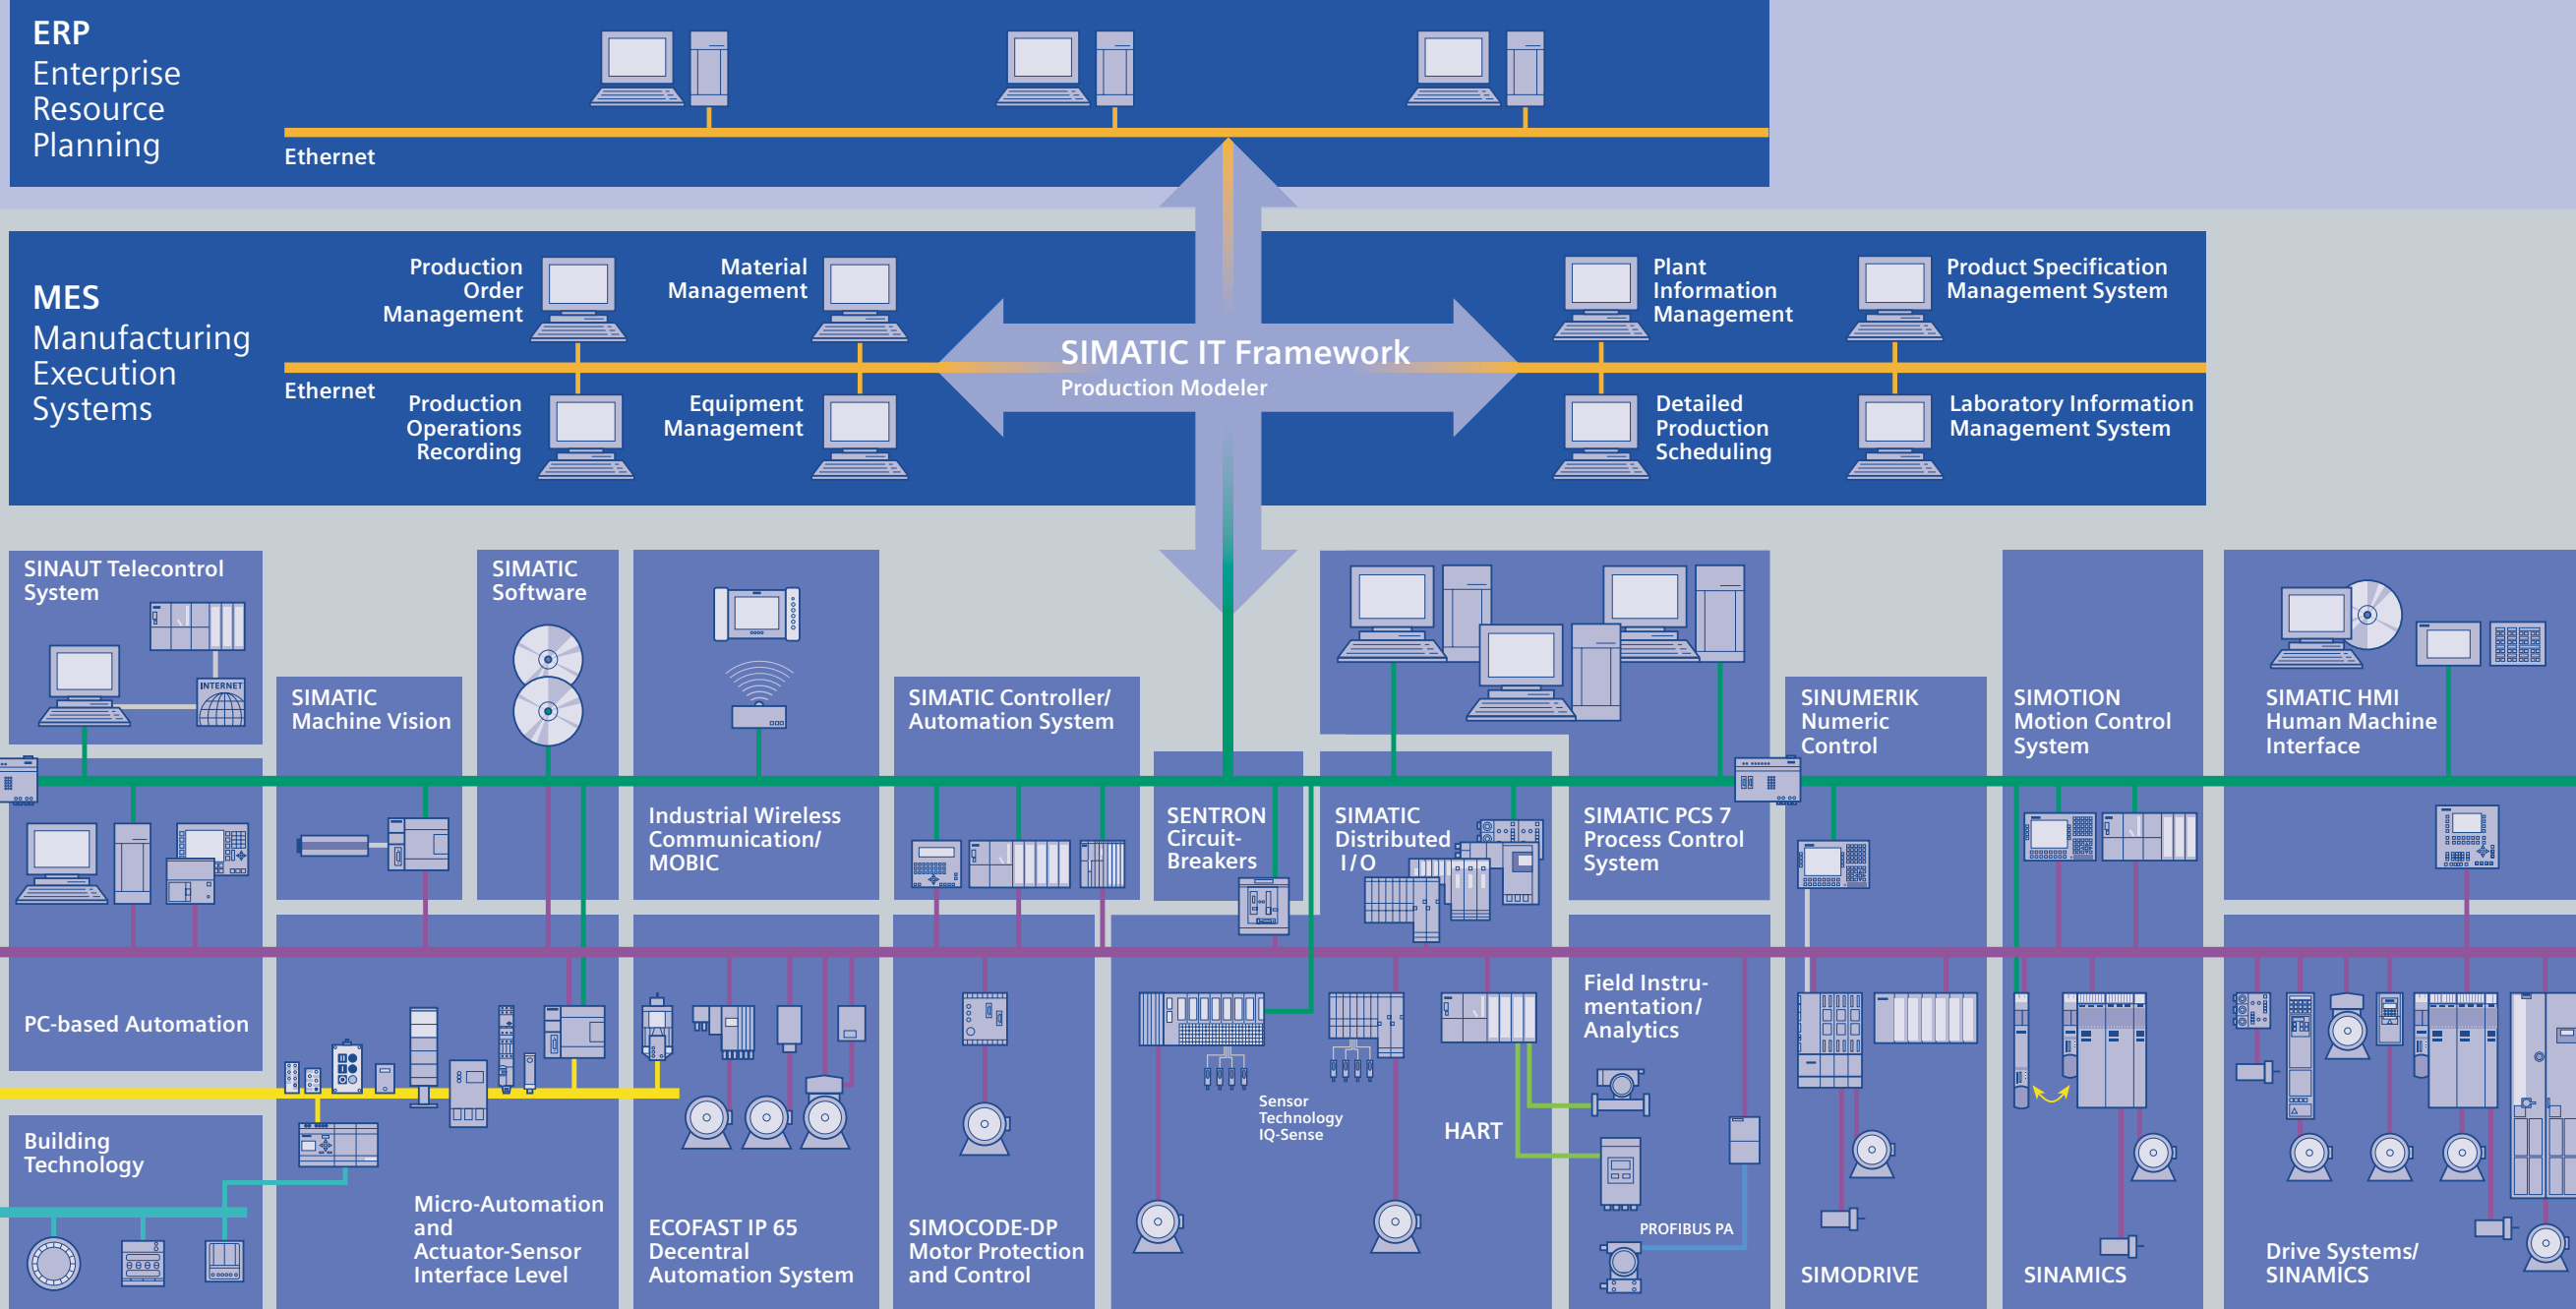 ERP
Enterprise
Resource
Planning
Ethernet
MES
Manufacturing
Execution
Systems
Production
Order
Management
Material
Management
Ethernet
Production
Operations
Recording
Equipment
Management
SIMATIC IT Framework
Production Modeler
Plant
Information
Management
Product Specification
Management System
Detailed
Production
Scheduling
Laboratory Information
Management System
SINAUT Telecontrol
System
INTERNET
SIMATIC
Machine Vision
SIMATIC
Software
Industrial Wireless
Communication/
MOBIC
SIMATIC Controller/
Automation System
SENTRON
Circuit-
Breakers
SIMATIC
Distributed
I/O
SIMATIC PCS 7
Process Control
System
SINUMERIK
Numeric
Control
SIMOTION
Motion Control
System
SIMATIC HMI
Human Machine
Interface
PC-based Automation
Building
Technology
Micro-Automation
and
Actuator-Sensor
Interface Level
ECOFAST IP 65
Decentral
Automation System
SIMOCODE-DP
Motor Protection
and Control
Sensor
Technology
IQ-Sense
HART
Field Instru-
mentation/
Analytics
PROFIBUS PA
SIMODRIVE
SINAMICS
Drive Systems/
SINAMICS